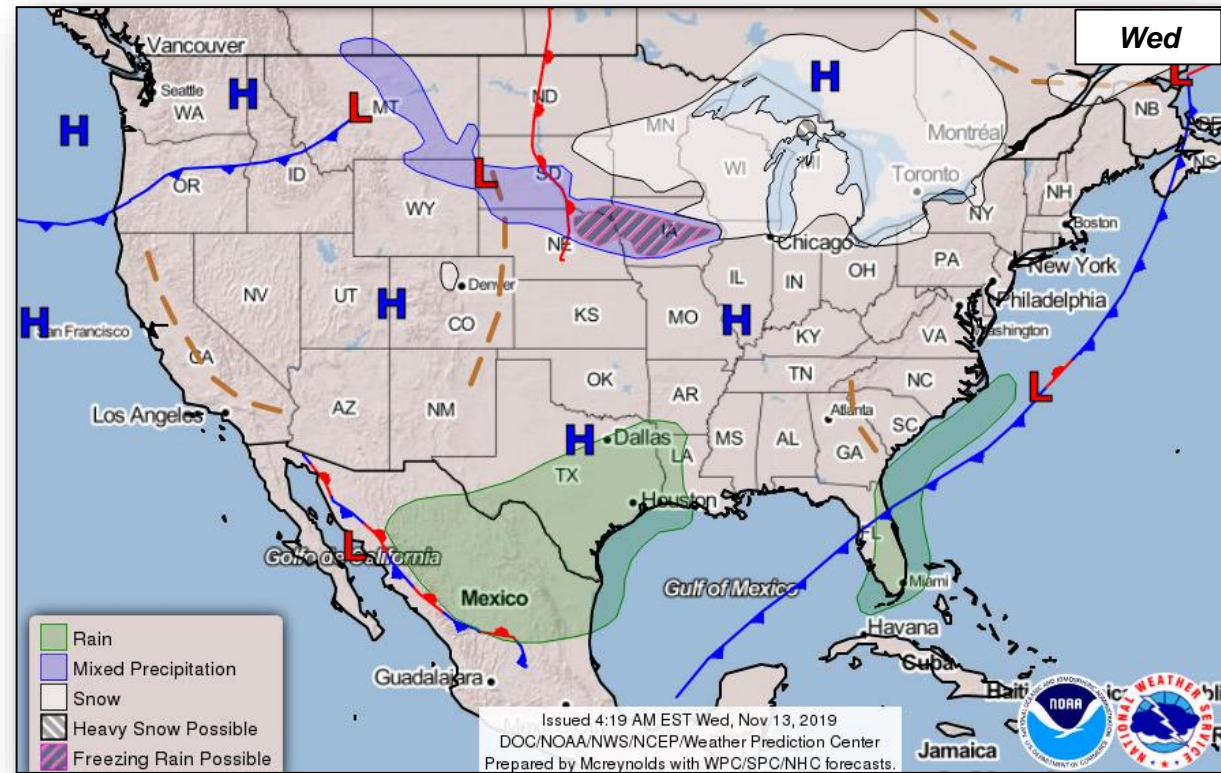 Wed
Vancouver
H
L
Seattle
WA
MT
ND
MN
H
L
NB
Montréal
H
OR
ID
L
SD
WI
MI
Toronto
NS
WY
NY
NH
Boston
NE
IA
Chicago
New York
NV
UT
H
Denver
CO
IL
IN
OH
PA
Philadelphia
H
San Francisco
KS
MO
H
KY
VA
Washington
CA
TN
NC
L
Los Angeles
AZ
NM
OK
AR
Atlanta
SC
H
Dallas
MS
AL
GA
TX
LA
Houston
FL
L
Golfo de California
Mexico
Gulf of Mexico
Miami
Havana
Cuba
Guadalajara
Jamaica
Rain
Mixed Precipitation
Snow
Heavy Snow Possible
Freezing Rain Possible
Issued 4:19 AM EST Wed, Nov 13, 2019
DOC/NOAA/NWS/NCEP/Weather Prediction Center
Prepared by Mcreynolds with WPC/SPC/NHC forecasts.
NOAA
NATIONAL WEATHER SERVICE